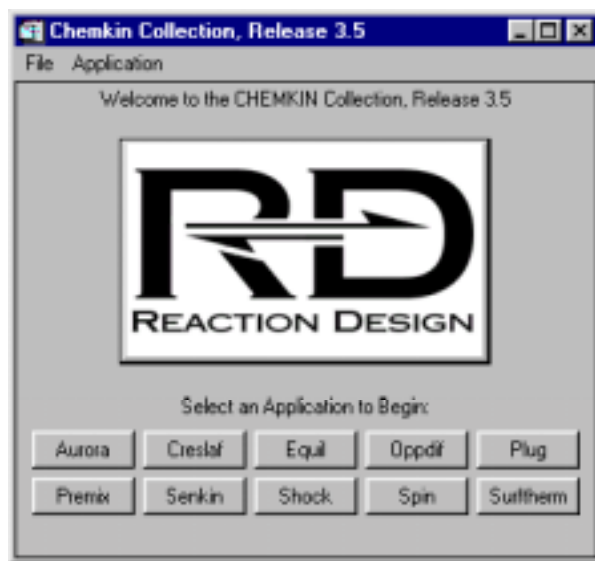 Chemkin Collection, Release 3.5
File Application
Welcome to the CHEMKIN Collection, Release 3.5
RD
REACTION DESIGN
Select an Application to Begin:
Aurora Creslaf Equil Oppdif Plug
Premix Senkin Shock Spin Surftherm